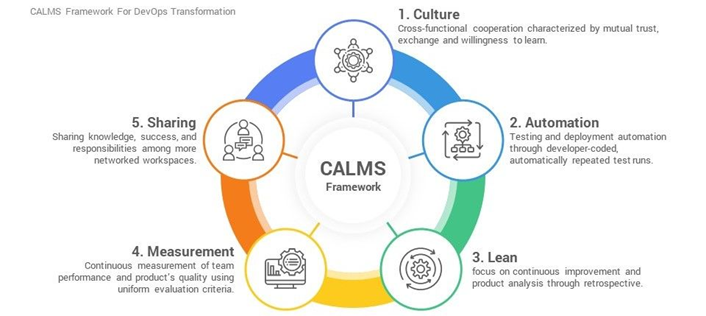 CALMS Framework For DevOps Transformation
1. Culture
Cross-functional cooperation characterized by mutual trust,
exchange and willingness to learn.
5. Sharing
Sharing knowledge, success, and
responsibilities among more
networked workspaces.
2. Automation
Testing and deployment automation
through developer-coded,
automatically repeated test runs.
CALMS
Framework
4. Measurement
Continuous measurement of team
performance and product's quality using
uniform evaluation criteria.
3. Lean
focus on continuous improvement and
product analysis through retrospective.